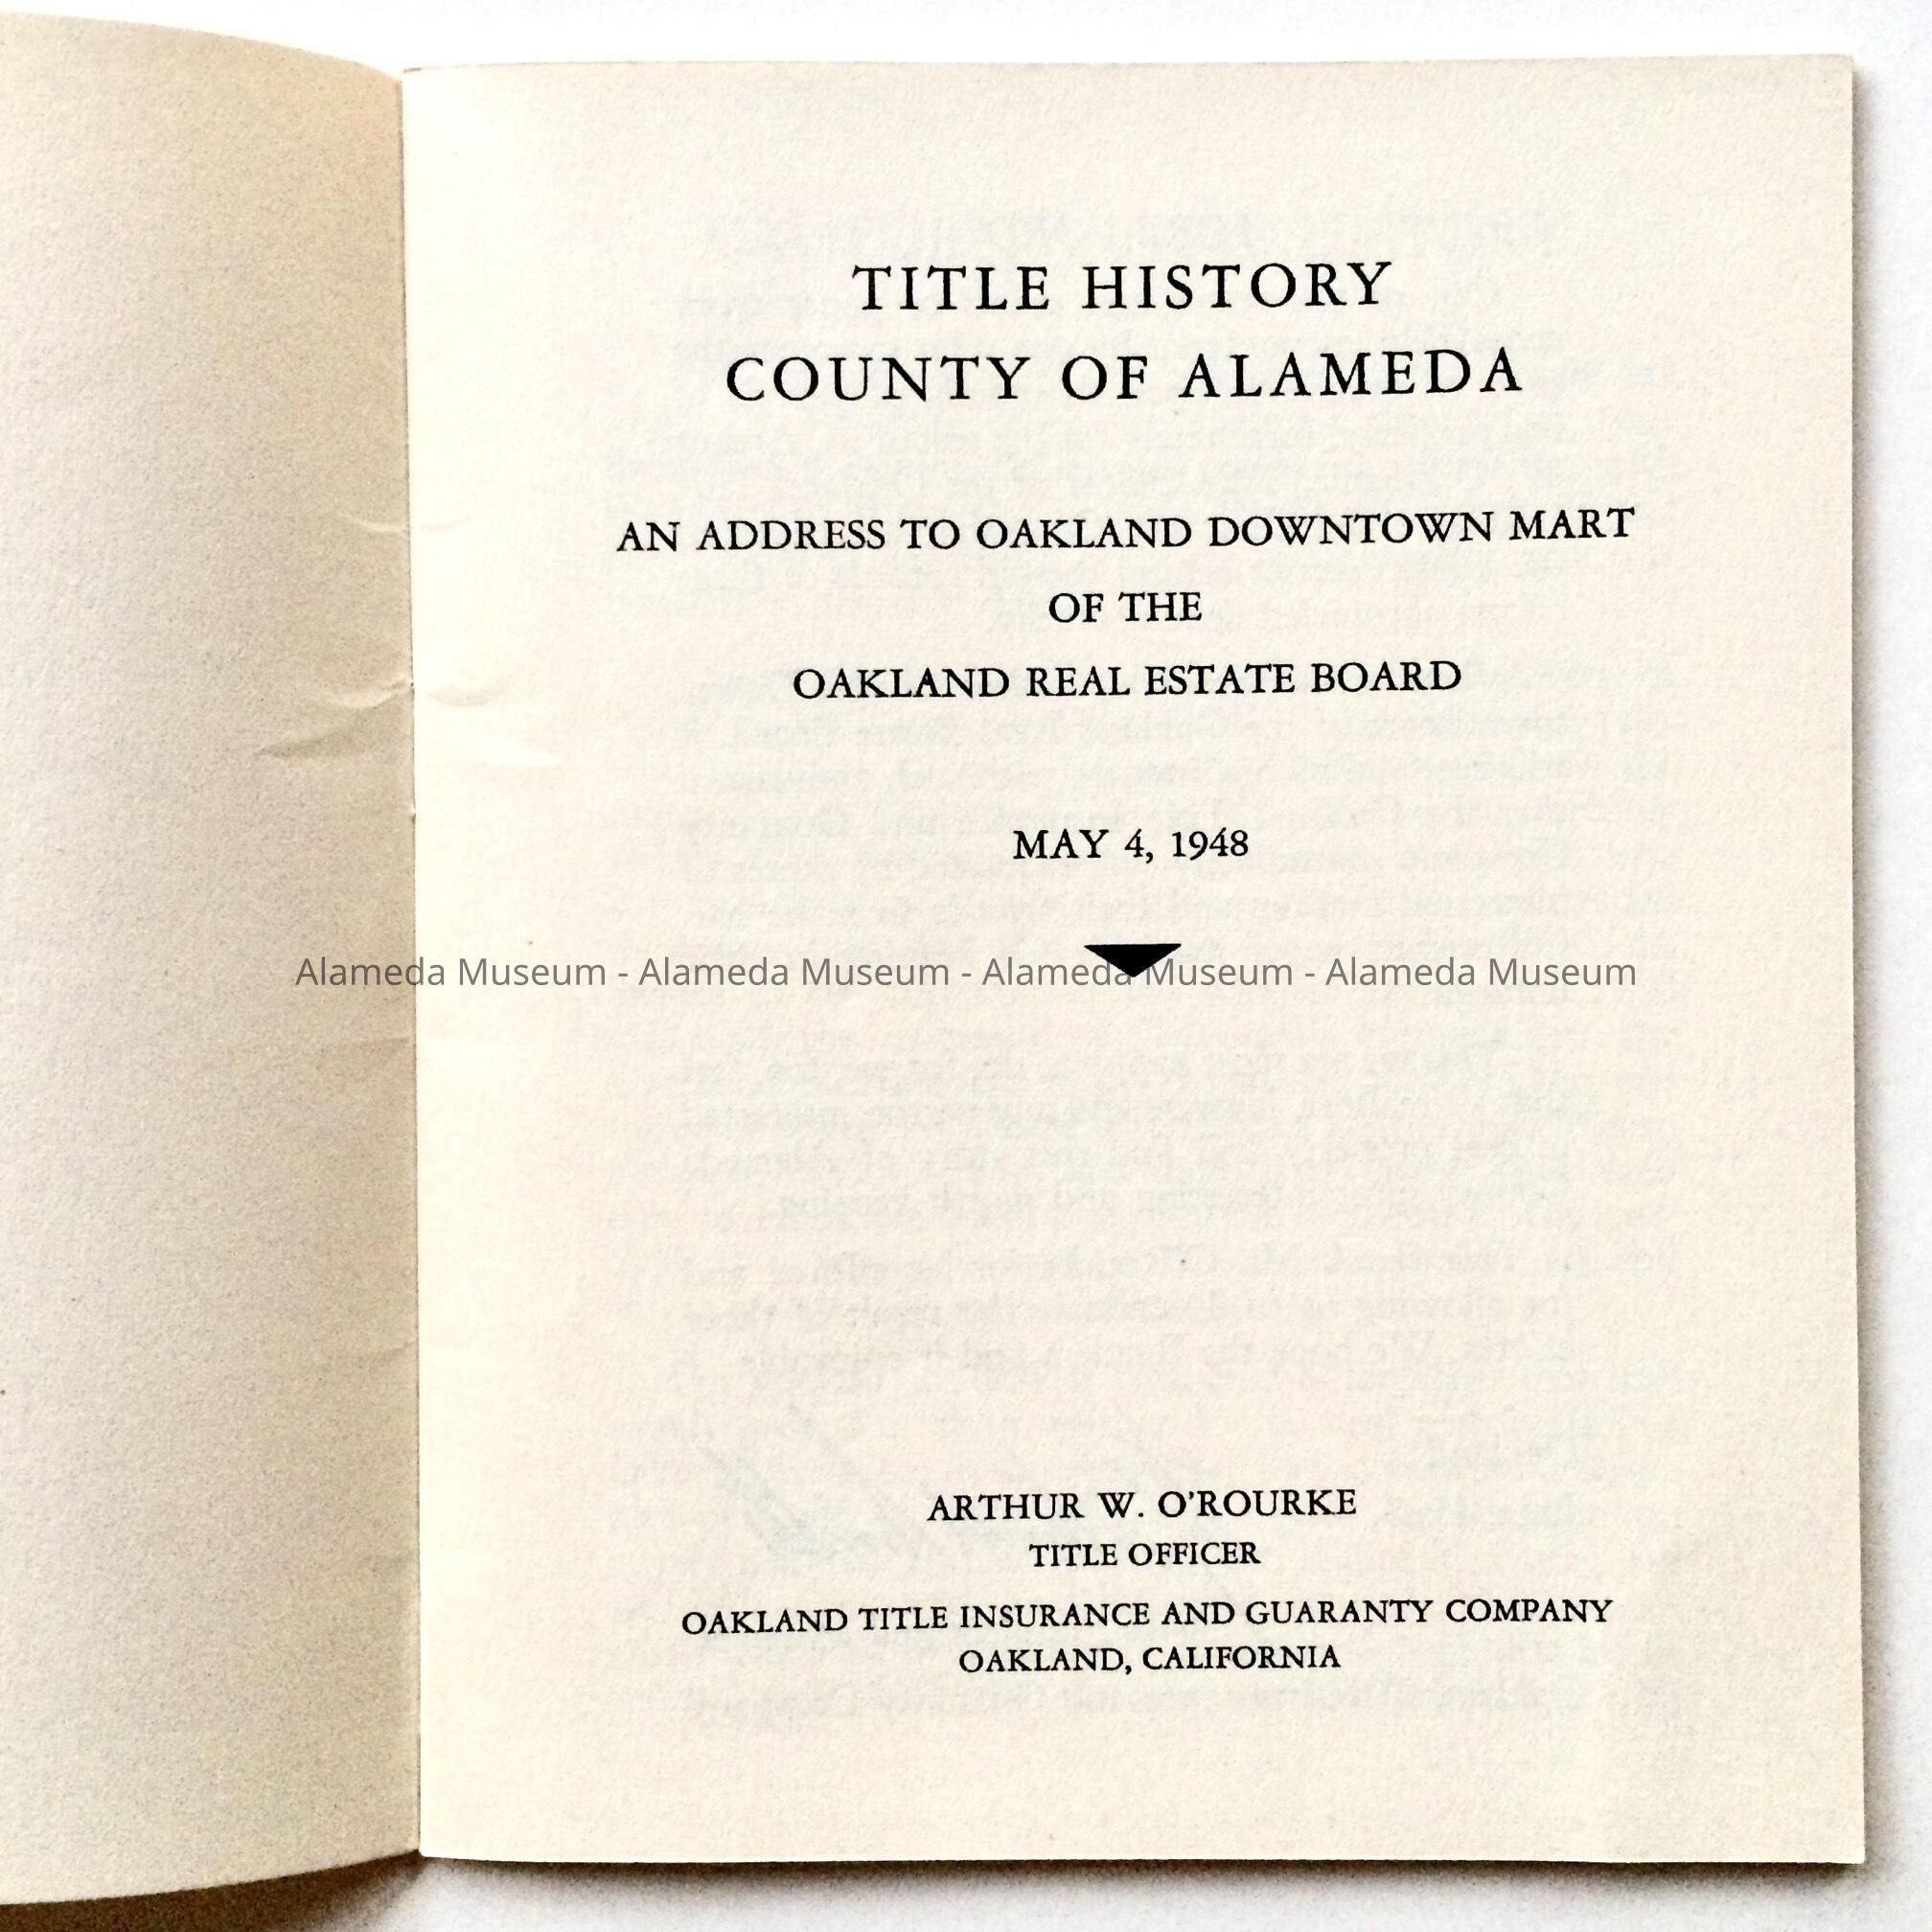 TITLE HISTORY
COUNTY OF ALAMEDA
AN ADDRESS TO OAKLAND DOWNTOWN MART
OF THE
OAKLAND REAL ESTATE BOARD
MAY 4, 1948
Alameda Museum - Alameda Museum - Alameda Museum - Alameda Museum
ARTHUR W. O'ROURKE
TITLE OFFICER
OAKLAND TITLE INSURANCE AND GUARANTY COMPANY
OAKLAND, CALIFORNIA